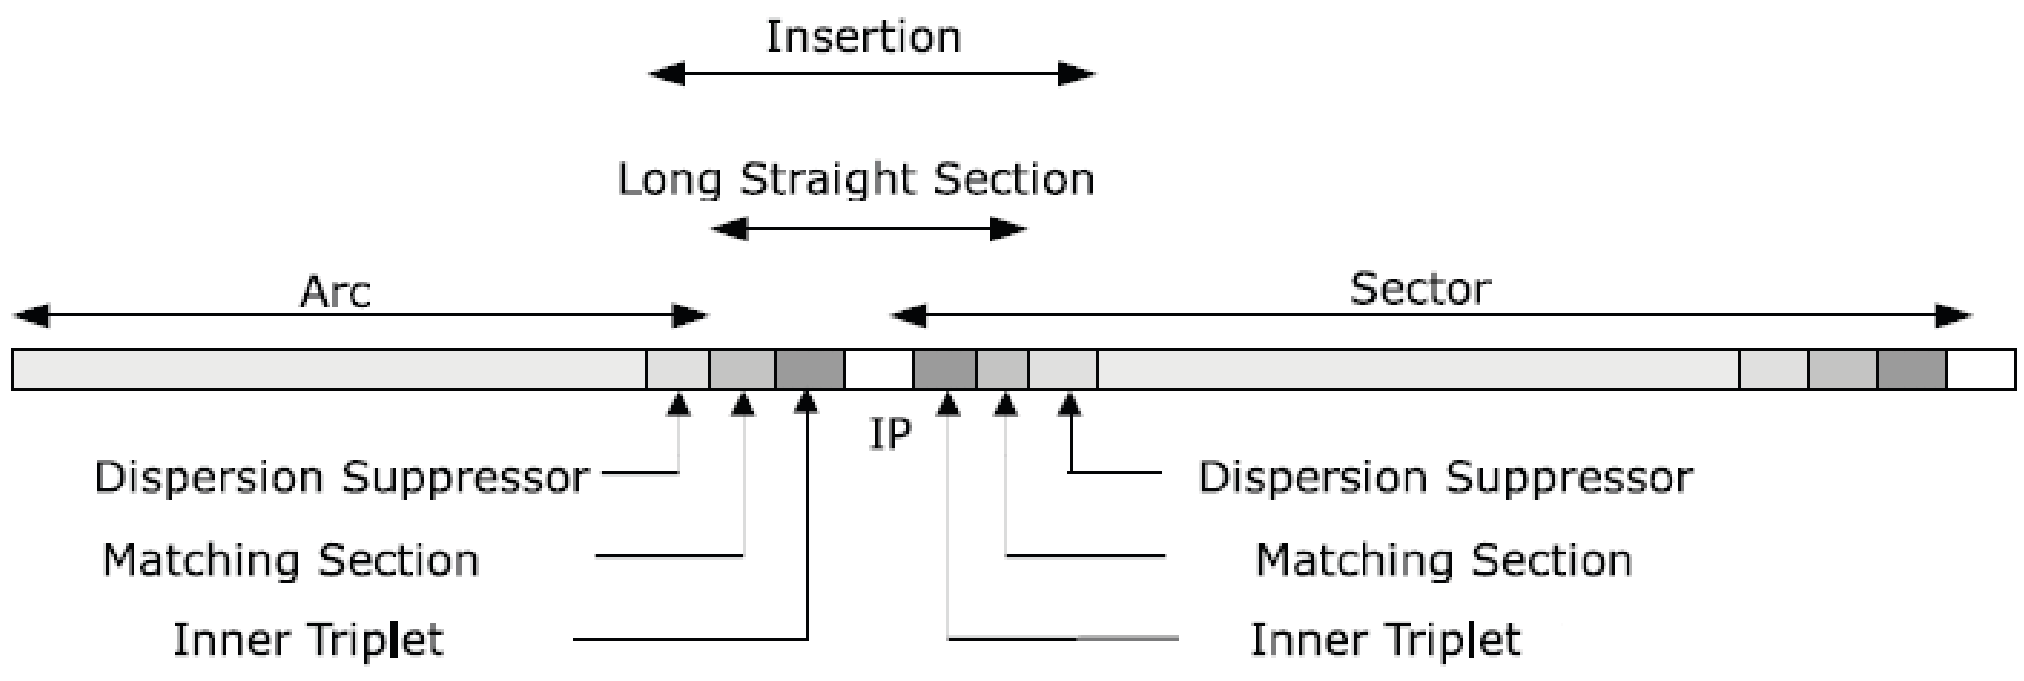 Insertion
Long Straight Section
Arc
Sector
IP
Dispersion Suppressor
Dispersion Suppressor
Matching Section
Matching Section
Inner Triplet
Inner Triplet